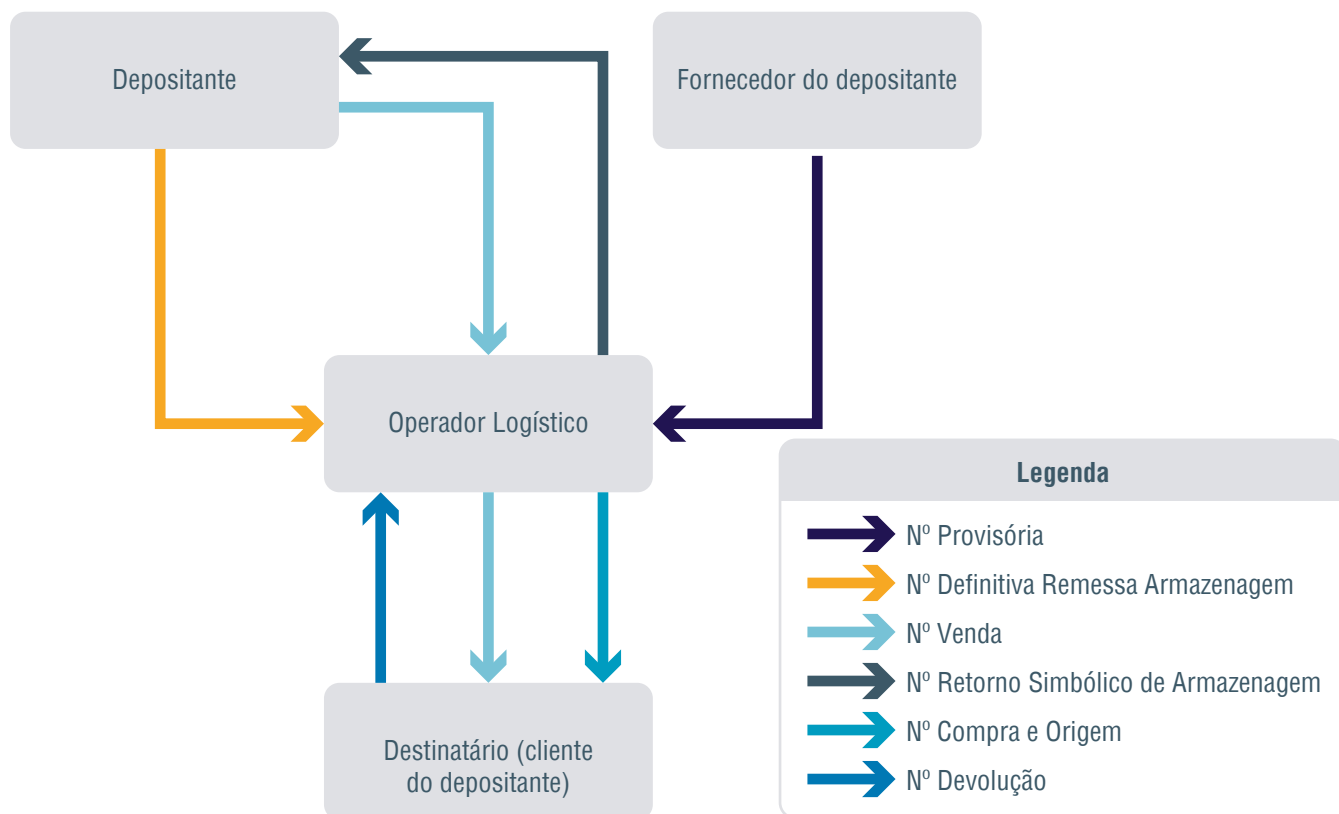 Depositante
Fornecedor do depositante
Operador Logístico
Destinatário (cliente
do depositante)
Legenda
Nº Provisória
Nº Definitiva Remessa Armazenagem
Nº Venda
Nº Retorno Simbólico de Armazenagem
Nº Compra e Origem
Nº Devolução